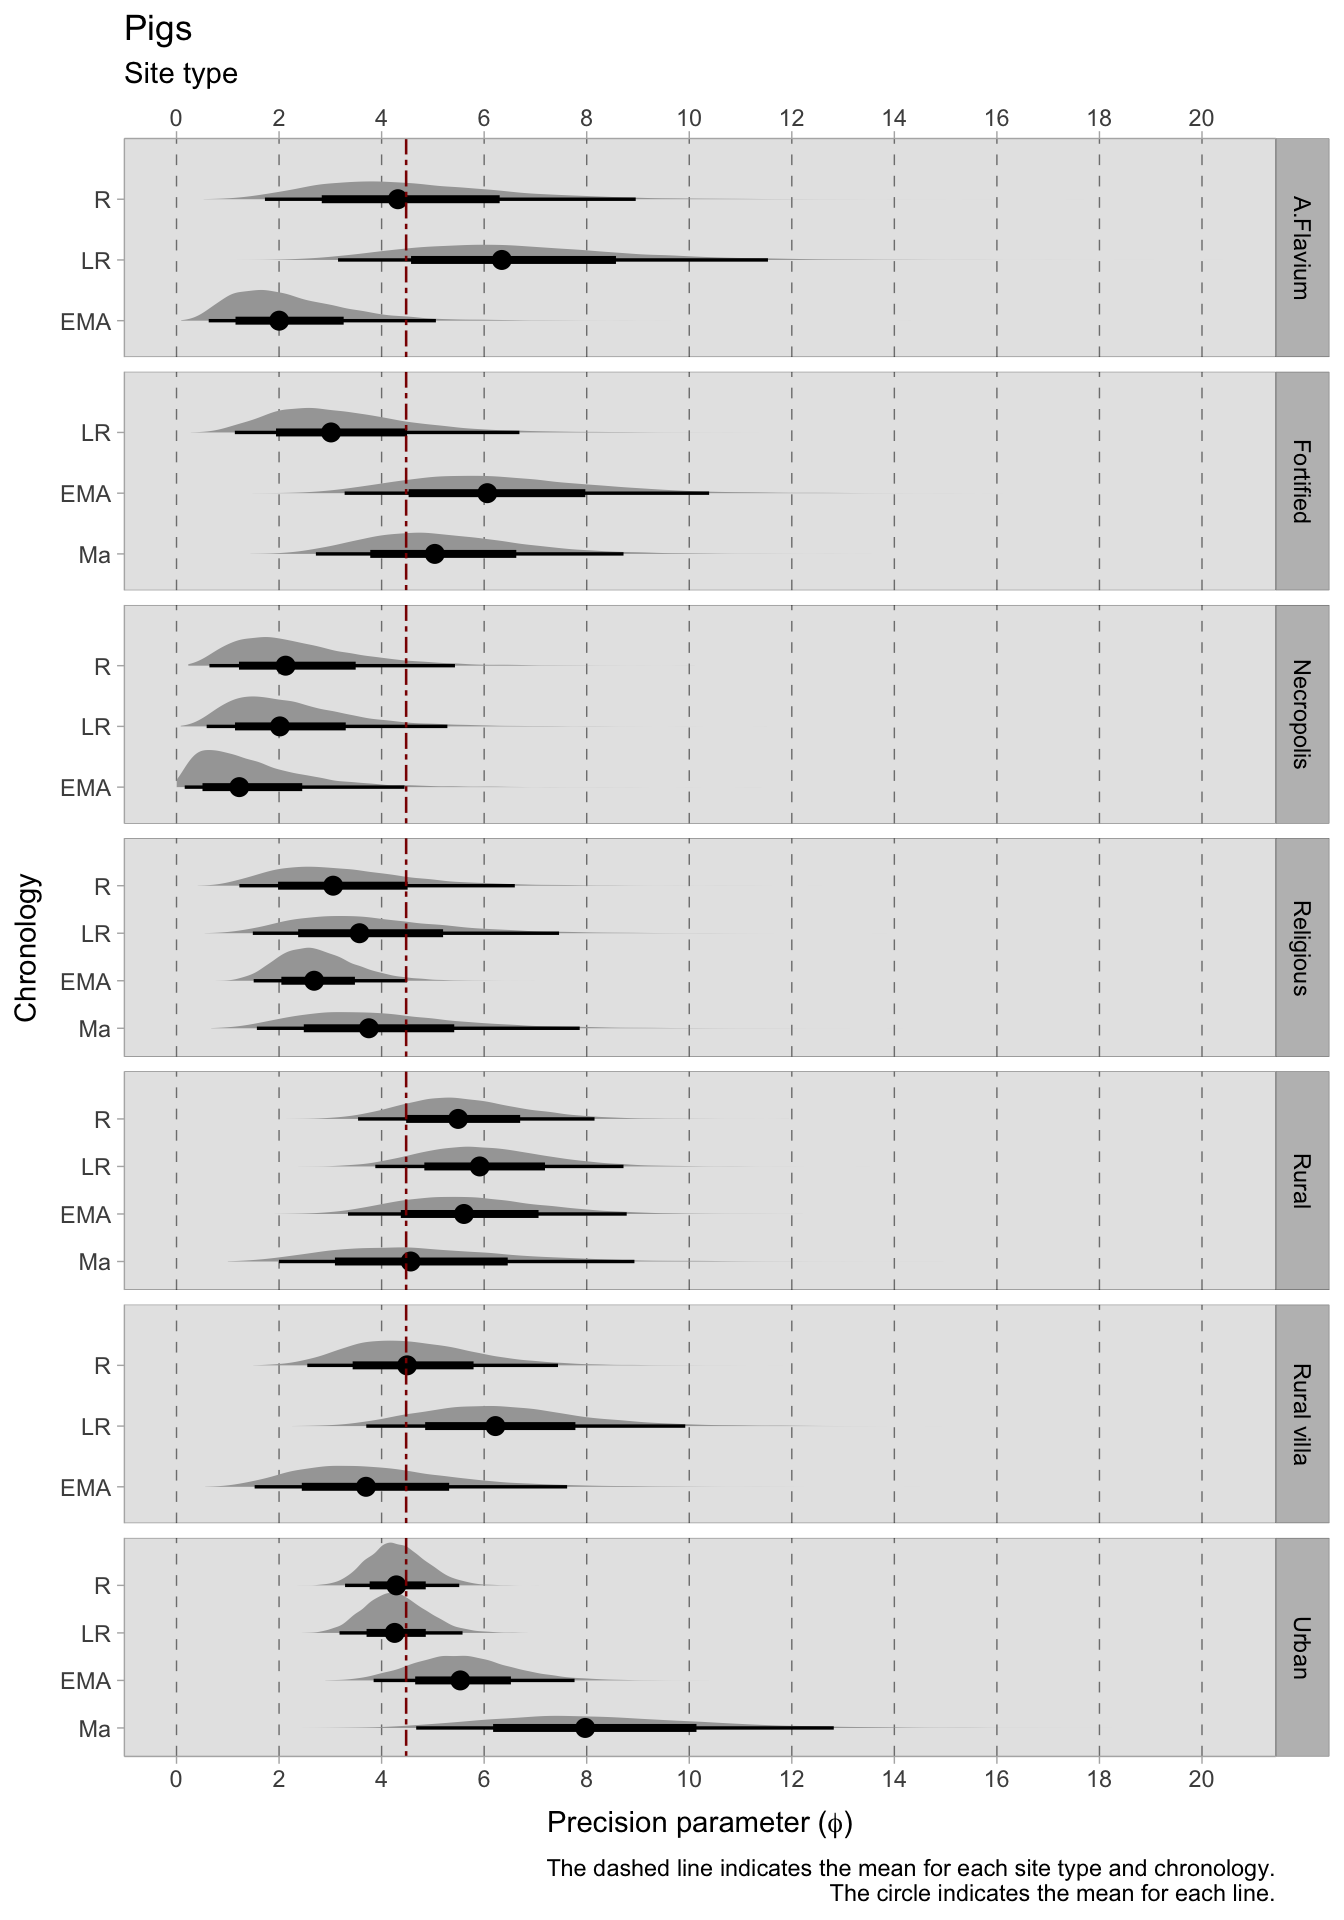 Pigs
Site type
0 2 4 6 8 10 12 14 16 18 20
R
LR
EMA
A.Flavium
LR
EMA
Ma
Fortified
R
LR
EMA
Necropolis
Chronology
R
LR
EMA
Ma
Religious
R
LR
EMA
Ma
Rural
R
LR
EMA
Rural villa
R
LR
EMA
Ma
Urban
0 2 4 6 8 10 12 14 16 18 20
Precision parameter (ϕ)
The dashed line indicates the mean for each site type and chronology.
The circle indicates the mean for each line.